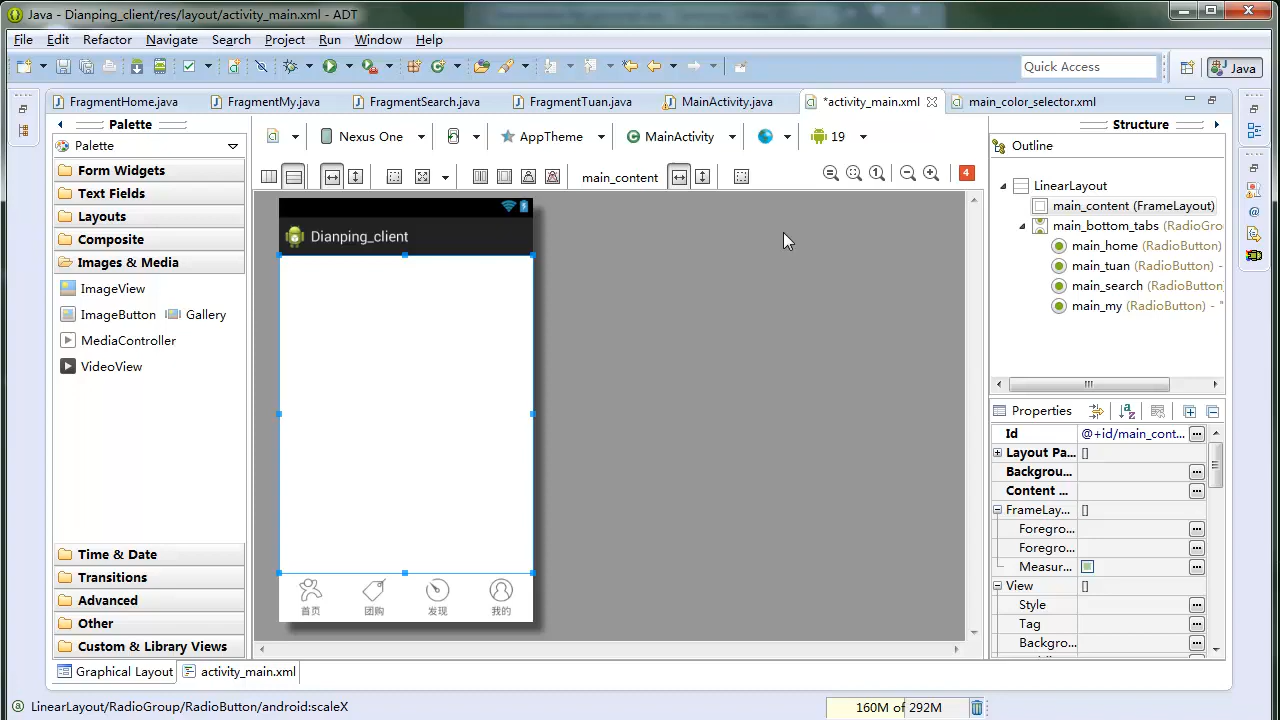 Java - Dianping_client/res/layout/activity_main.xml - ADT
File Edit Refactor Navigate Search Project Run Window Help
Quick Access
Java
FragmentHome.java
FragmentMy.java
FragmentSearch.java
FragmentTuan.java
MainActivity.java
*activity_main.xml
main_color_selector.xml
Palette
Palette
Form Widgets
Text Fields
Layouts
Composite
Images & Media
ImageView
ImageButton
Gallery
MediaController
VideoView
Time & Date
Transitions
Advanced
Other
Custom & Library Views
Nexus One
AppTheme
MainActivity
19
main_content
4
Dianping_client
首页
团购
发现
我的
Structure
Outline
LinearLayout
main_content (FrameLayout)
main_bottom_tabs (RadioGro
main_home (RadioButton)
main_tuan (RadioButton) -
main_search (RadioButton)
main_my (RadioButton) - "
Properties
Id @+id/main_cont...
Layout Pa... []
Backgrou...
Content ...
FrameLay... []
Foregro...
Foregro...
Measur...
View []
Style
Tag
Backgro...
Graphical Layout
activity_main.xml
LinearLayout/RadioGroup/RadioButton/android:scaleX
160M of 292M